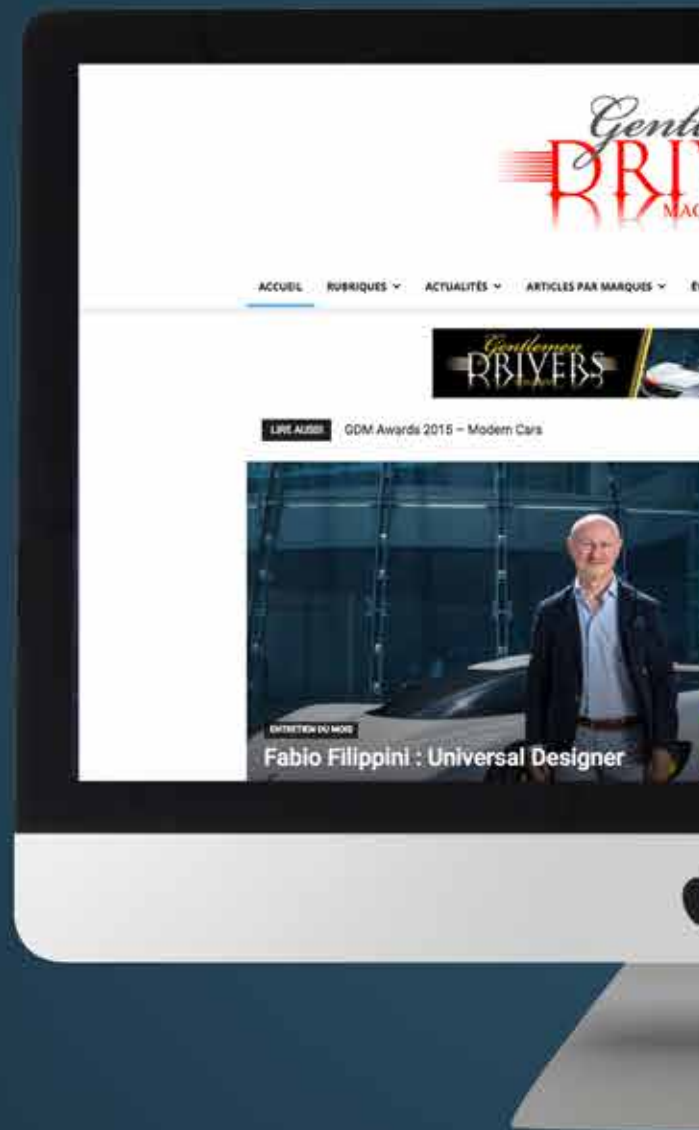 Gentl
DRIV
MAG
ACCUEIL RUBRIQUES ACTUALITÉS ARTICLES PAR MARQUES É
Gentlemen
DRIVERS
LIRE AUSSI GDM Awards 2015 – Modern Cars
ENTRETIEN DU MOIS
Fabio Filippini : Universal Designer